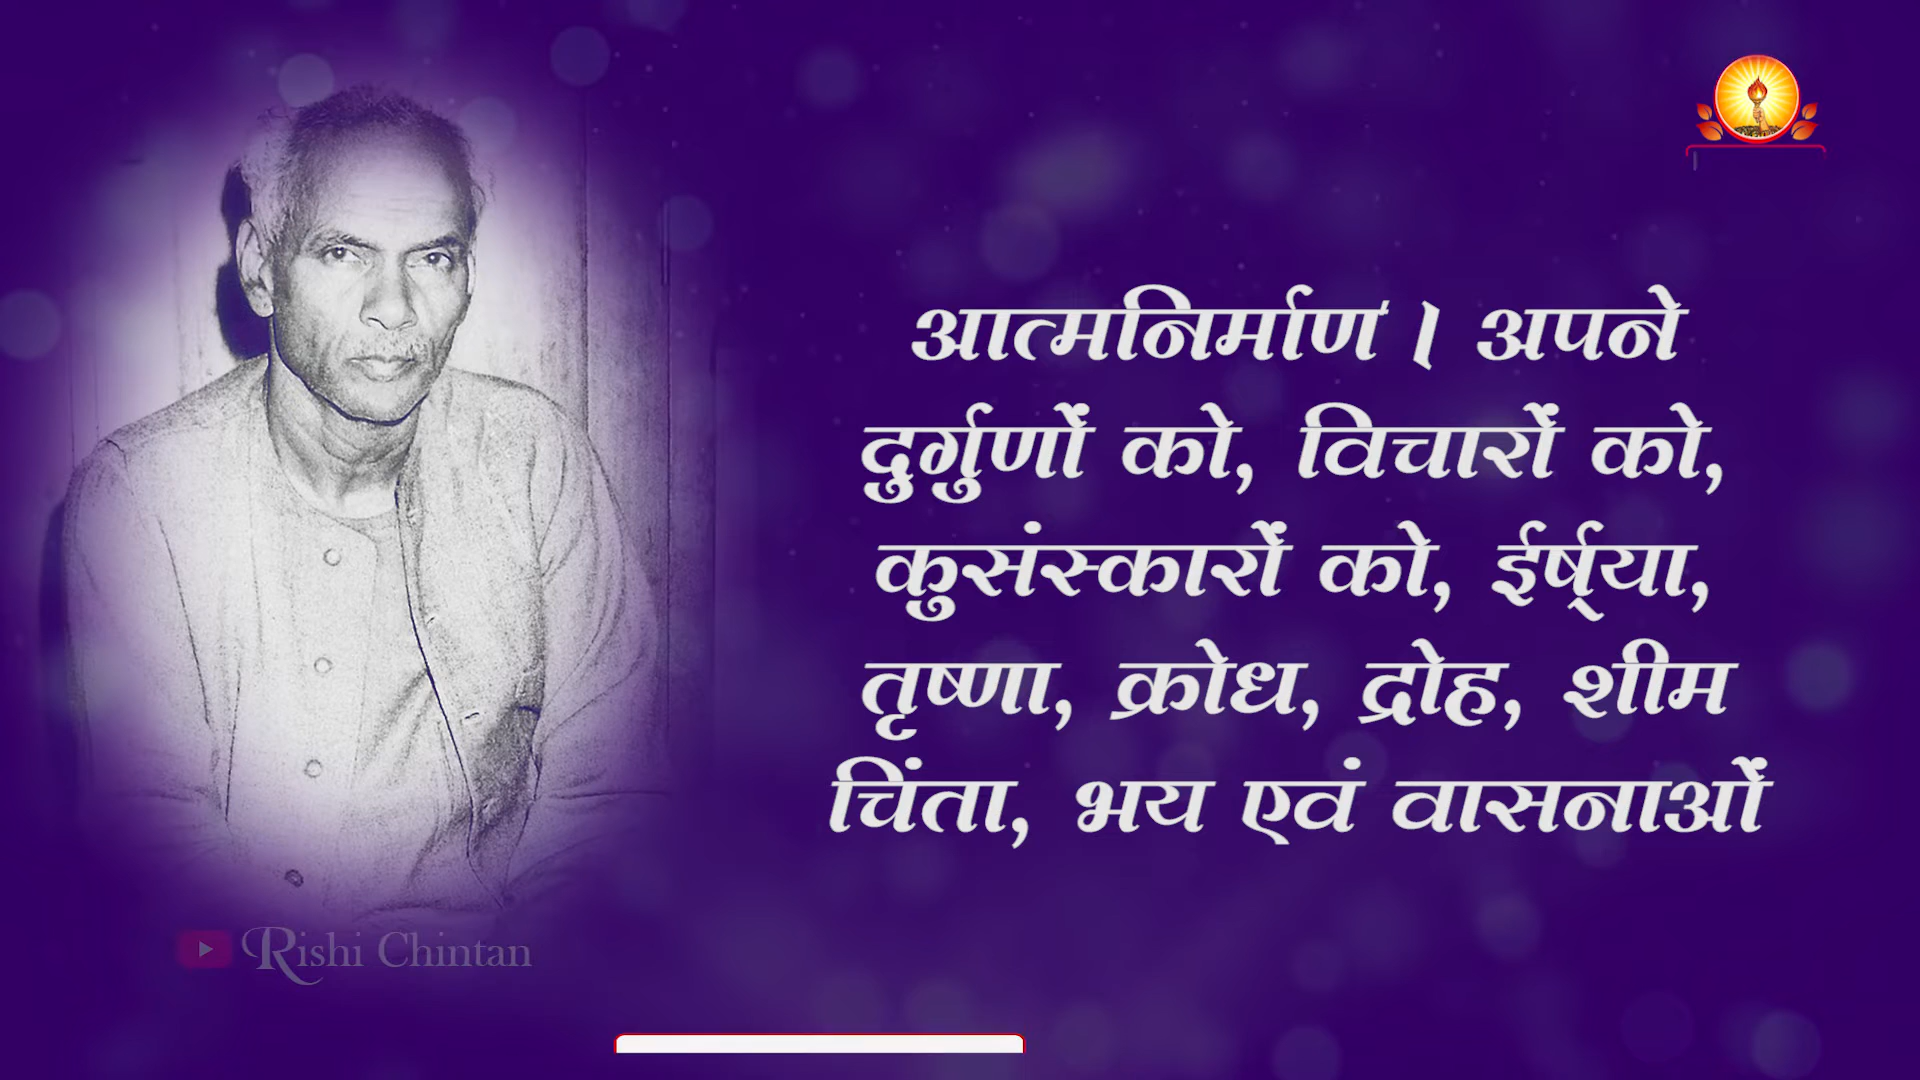 आत्मनिर्माण' । अपने
दुर्गुणों को, विचारों को,
कुसंस्कारों को, ईर्ष्या,
तृष्णा, क्रोध, द्रोह, शीम
चिंता, भय एवं वासनाओं
Rishi Chintan